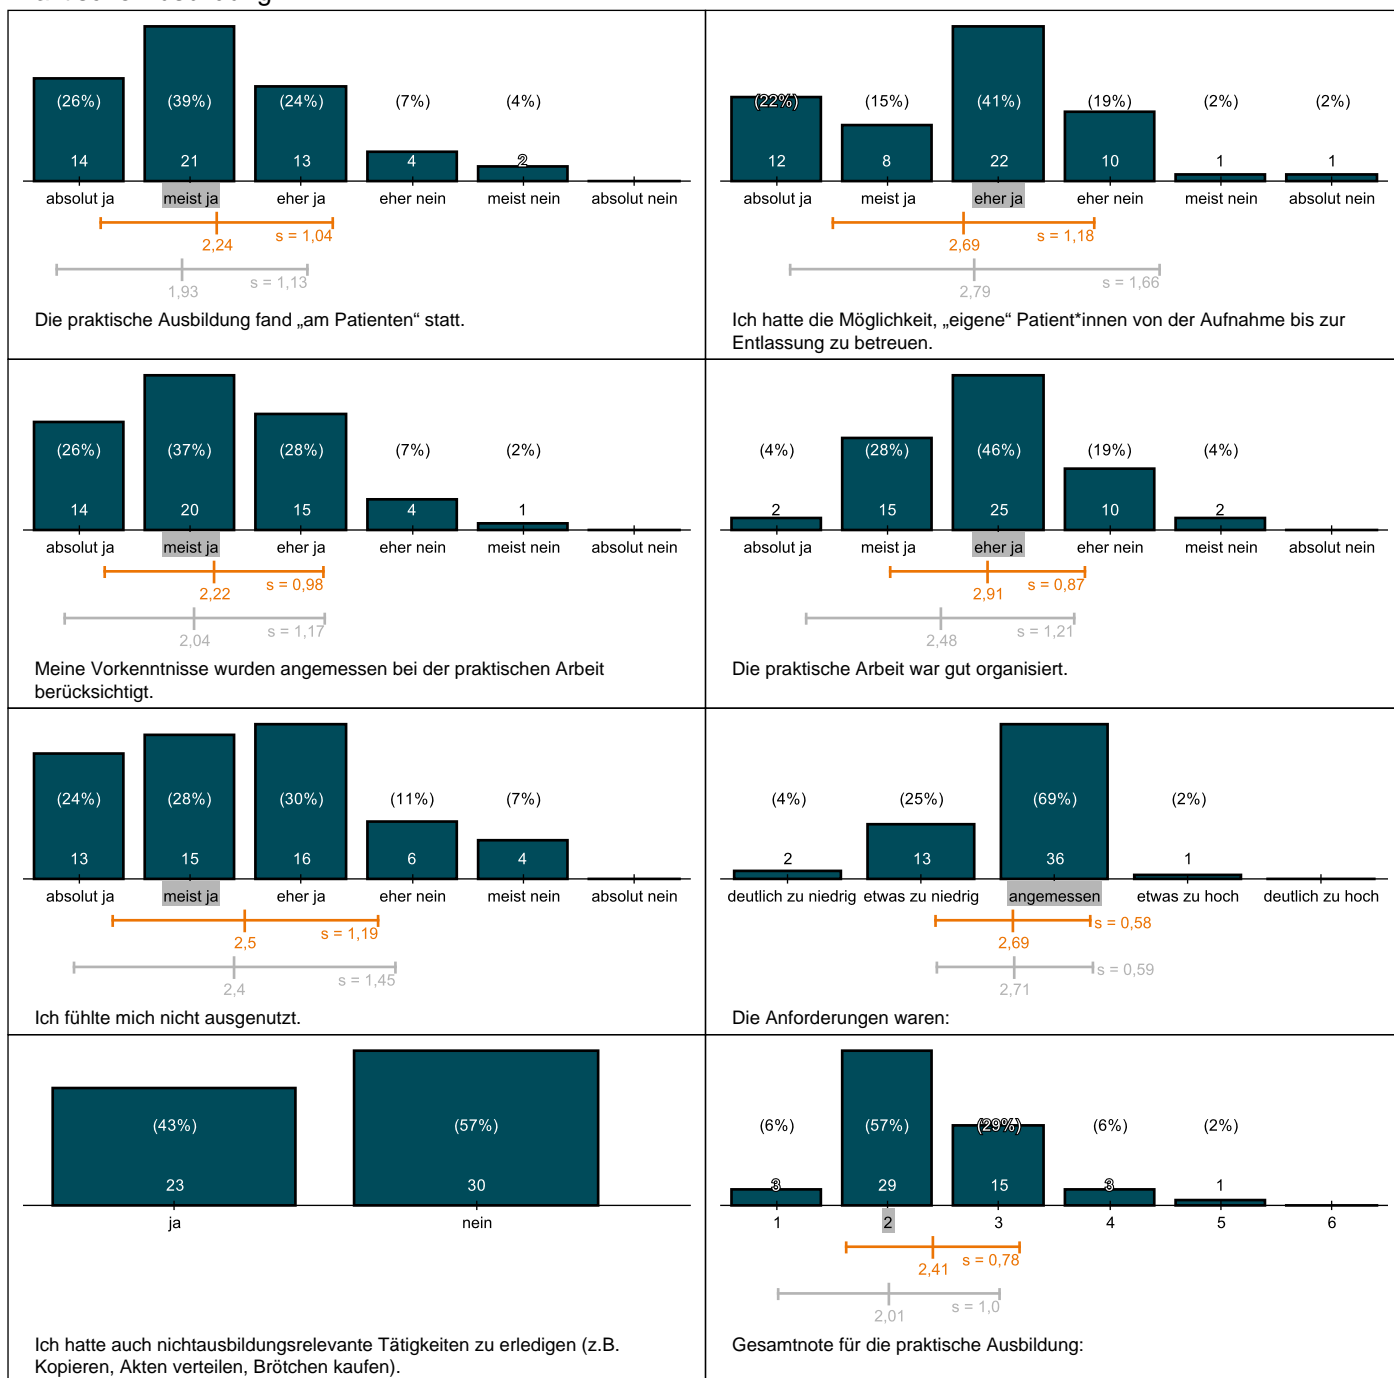 (26%) (39%) (24%) (7%) (4%)
14 21 13 4 2
absolut ja meist ja eher ja eher nein meist nein absolut nein
s = 1,04
2,24
s = 1,13
1,93
Die praktische Ausbildung fand „am Patienten“ statt.
(22%) (15%) (41%) (19%) (2%) (2%)
12 8 22 10 1 1
absolut ja meist ja eher ja eher nein meist nein absolut nein
s = 1,18
2,69
s = 1,66
2,79
Ich hatte die Möglichkeit, „eigene“ Patient*innen von der Aufnahme bis zur
Entlassung zu betreuen.
(26%) (37%) (28%) (7%) (2%)
14 20 15 4 1
absolut ja meist ja eher ja eher nein meist nein absolut nein
s = 0,98
2,22
s = 1,17
2,04
Meine Vorkenntnisse wurden angemessen bei der praktischen Arbeit
berücksichtigt.
(4%) (28%) (46%) (19%) (4%)
2 15 25 10 2
absolut ja meist ja eher ja eher nein meist nein absolut nein
s = 0,87
2,91
s = 1,21
2,48
Die praktische Arbeit war gut organisiert.
(24%) (28%) (30%) (11%) (7%)
13 15 16 6 4
absolut ja meist ja eher ja eher nein meist nein absolut nein
s = 1,19
2,5
s = 1,45
2,4
Ich fühlte mich nicht ausgenutzt.
(4%) (25%) (69%) (2%)
2 13 36 1
deutlich zu niedrig etwas zu niedrig angemessen etwas zu hoch deutlich zu hoch
s = 0,58
2,69
s = 0,59
2,71
Die Anforderungen waren:
(43%) (57%)
23 30
ja nein
Ich hatte auch nichtausbildungsrelevante Tätigkeiten zu erledigen (z.B.
Kopieren, Akten verteilen, Brötchen kaufen).
(6%) (57%) (29%) (6%) (2%)
3 29 15 3 1
1 2 3 4 5 6
s = 0,78
2,41
s = 1,0
2,01
Gesamtnote für die praktische Ausbildung: